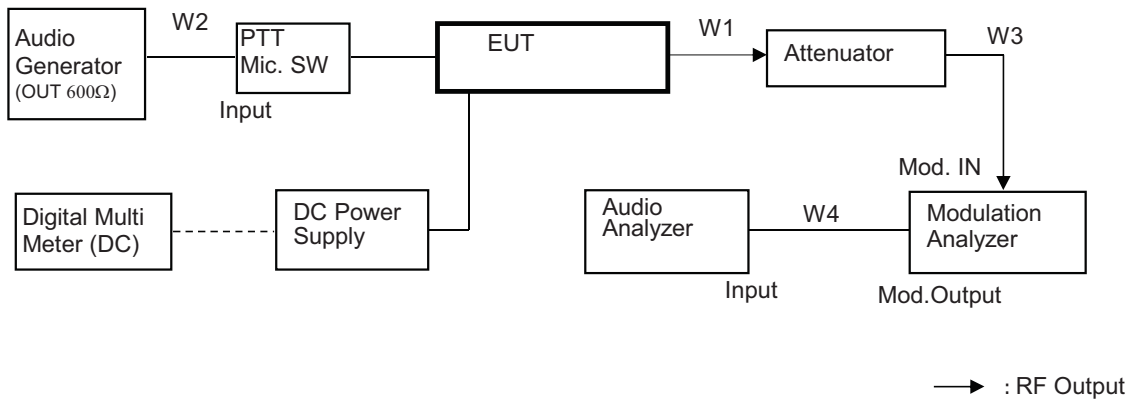 W2
Audio
Generator
(OUT 600Ω)
PTT
Mic. SW
Input
EUT
W1
Attenuator
W3
Mod. IN
Digital Multi
Meter (DC)
DC Power
Supply
Audio
Analyzer
Input
W4
Modulation
Analyzer
Mod.Output
: RF Output